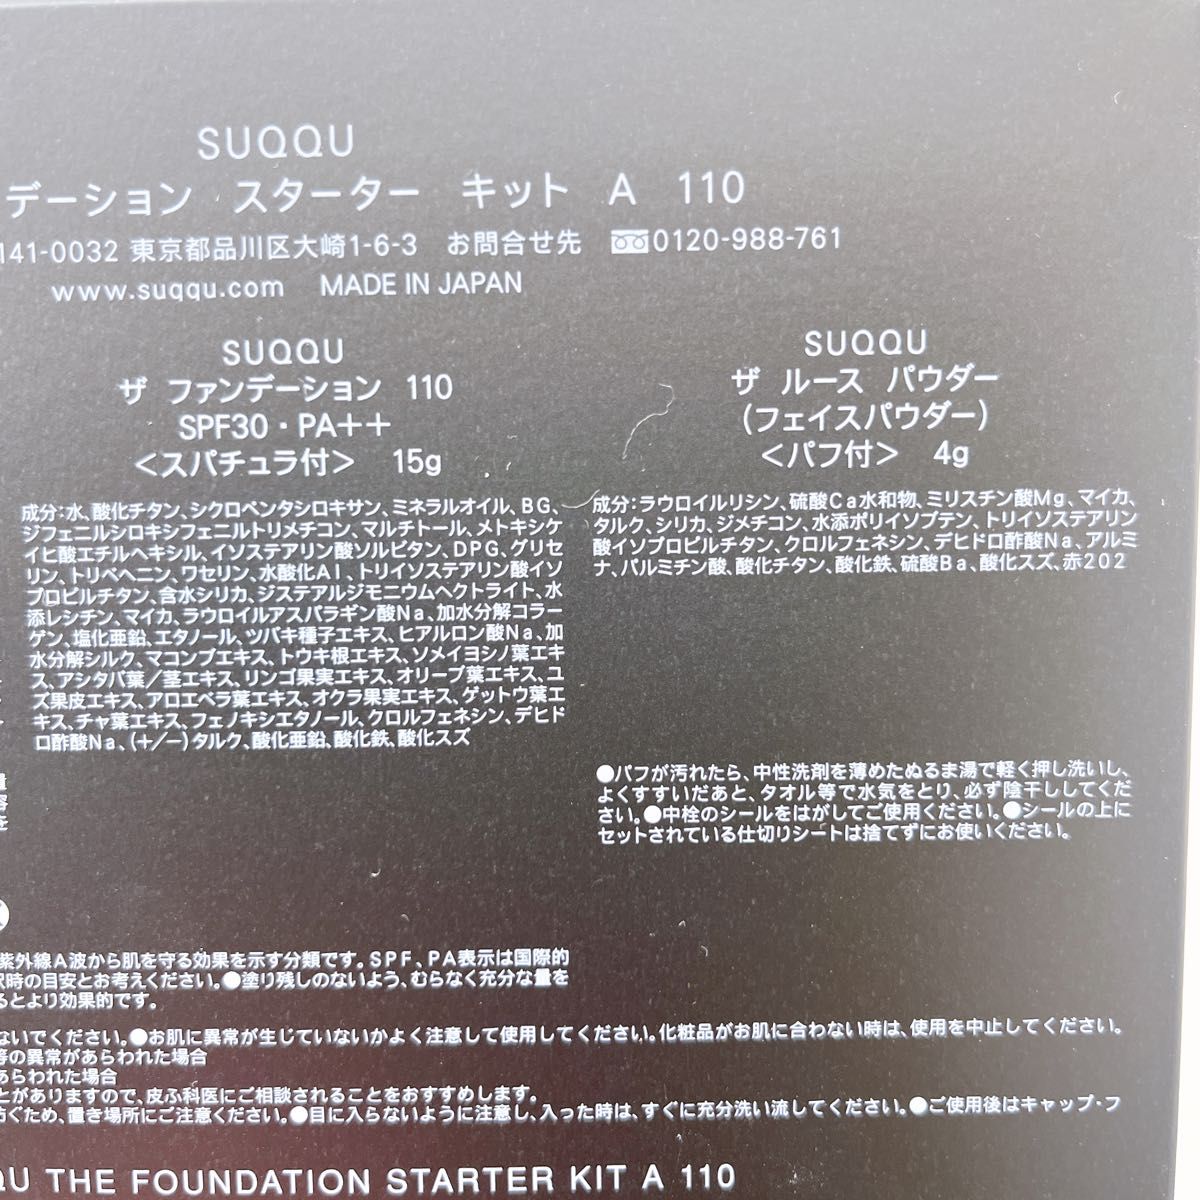 SUQQU
デーション スターター キット A 110
141-0032 東京都品川区大崎1-6-3 お問合せ先 0120-988-761
www.suqqu.com MADE IN JAPAN
SUQQU
ザ ファンデーション 110
SPF30・PA++
<スパチュラ付> 15g
成分:水、酸化チタン、シクロペンタシロキサン、ミネラルオイル、BG、
ジフェニルシロキシフェニルトリメチコン、マルチトール、メトキシケ
イヒ酸エチルヘキシル、イソステアリン酸ソルビタン、DPG、グリセ
リン、トリベヘニン、ワセリン、水酸化Al、トリイソステアリン酸イソ
プロピルチタン、含水シリカ、ジステアルジモニウムヘクトライト、水
添レシチン、マイカ、ラウロイルアスパラギン酸Na、加水分解コラー
ゲン、塩化亜鉛、エタノール、ツバキ種子エキス、ヒアルロン酸Na、加
水分解シルク、マコンブエキス、トウキ根エキス、ソメイヨシノ葉エキ
ス、アシタバ葉/茎エキス、リンゴ果実エキス、オリーブ葉エキス、ユ
ズ果皮エキス、アロエベラ葉エキス、オクラ果実エキス、ゲットウ葉エ
キス、チャ葉エキス、フェノキシエタノール、クロルフェネシン、デヒド
ロ酢酸Na、(+/-)タルク、酸化亜鉛、酸化鉄、酸化スズ
SUQQU
ザ ルース パウダー
(フェイスパウダー)
<パフ付> 4g
成分:ラウロイルリシン、硫酸Ca水和物、ミリスチン酸Mg、マイカ、
タルク、シリカ、ジメチコン、水添ポリイソブテン、トリイソステアリン
酸イソプロピルチタン、クロルフェネシン、デヒドロ酢酸Na、アルミ
ナ、パルミチン酸、酸化チタン、酸化鉄、硫酸Ba、酸化スズ、赤202
●パフが汚れたら、中性洗剤を薄めたぬるま湯で軽く押し洗いし、
よくすすいだあと、タオル等で水気をとり、必ず陰干ししてくだ
さい。●中栓のシールをはがしてご使用ください。●シールの上に
セットされている仕切りシートは捨てずにお使いください。
紫外線A波から肌を守る効果を示す分類です。SPF、PA表示は国際的
択時の目安とお考えください。●塗り残しのないよう、むらなく充分な量を
るとより効果的です。
ないでください。●お肌に異常が生じていないかよく注意して使用してください。化粧品がお肌に合わない時は、使用を中止してください。
等の異常があらわれた場合
あらわれた場合
とがありますので、皮ふ科医にご相談されることをおすすめします。
防ぐため、置き場所にご注意ください。●目に入らないように注意し、入った時は、すぐに充分洗い流してください。●ご使用後はキャップ・フ
QU THE FOUNDATION STARTER KIT A 110